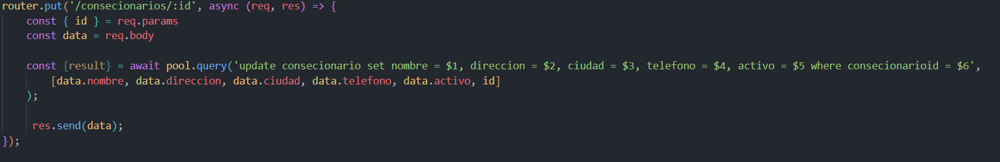 router.put('/consecionarios/:id', async (req, res) => {
const { id } = req.params
const data = req.body
const {result} = await pool.query('update consecionario set nombre = $1, direccion = $2, ciudad = $3, telefono = $4, activo = $5 where consecionarioid = $6',
[data.nombre, data.direccion, data.ciudad, data.telefono, data.activo, id]
);
res.send(data);
});